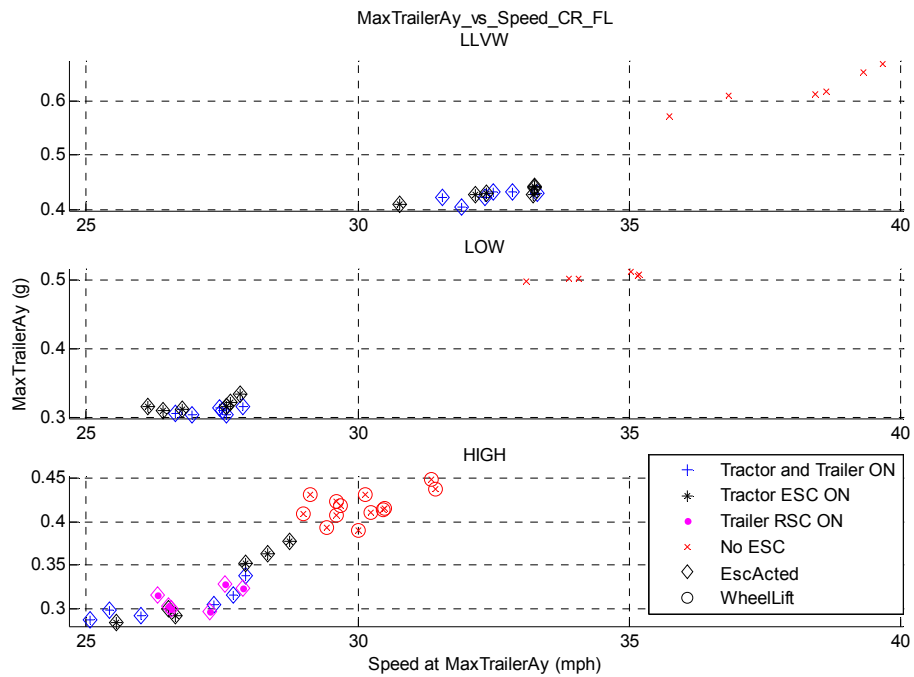 MaxTrailerAy_vs_Speed_CR_FL
LLVW
0.6
0.5
0.4
25 30 35 40
LOW
0.5
0.3
25 30 35 40
MaxTrailerAy (g)
HIGH
0.45
0.4
0.35
0.3
25 30 35 40
Speed at MaxTrailerAy (mph)
Tractor and Trailer ON
Tractor ESC ON
Trailer RSC ON
No ESC
EscActed
WheelLift